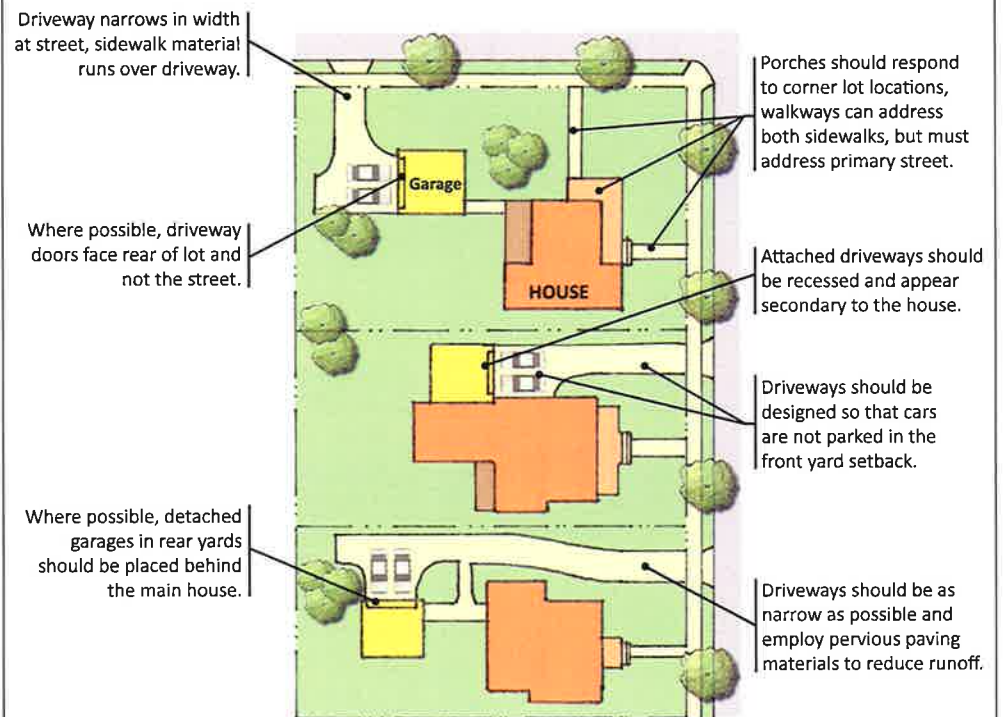 Driveway narrows in width
at street, sidewalk material
runs over driveway.
Porches should respond
to corner lot locations,
walkways can address
both sidewalks, but must
address primary street.
Garage
Where possible, driveway
doors face rear of lot and
not the street.
HOUSE
Attached driveways should
be recessed and appear
secondary to the house.
Driveways should be
designed so that cars
are not parked in the
front yard setback.
Where possible, detached
garages in rear yards
should be placed behind
the main house.
Driveways should be as
narrow as possible and
employ pervious paving
materials to reduce runoff.